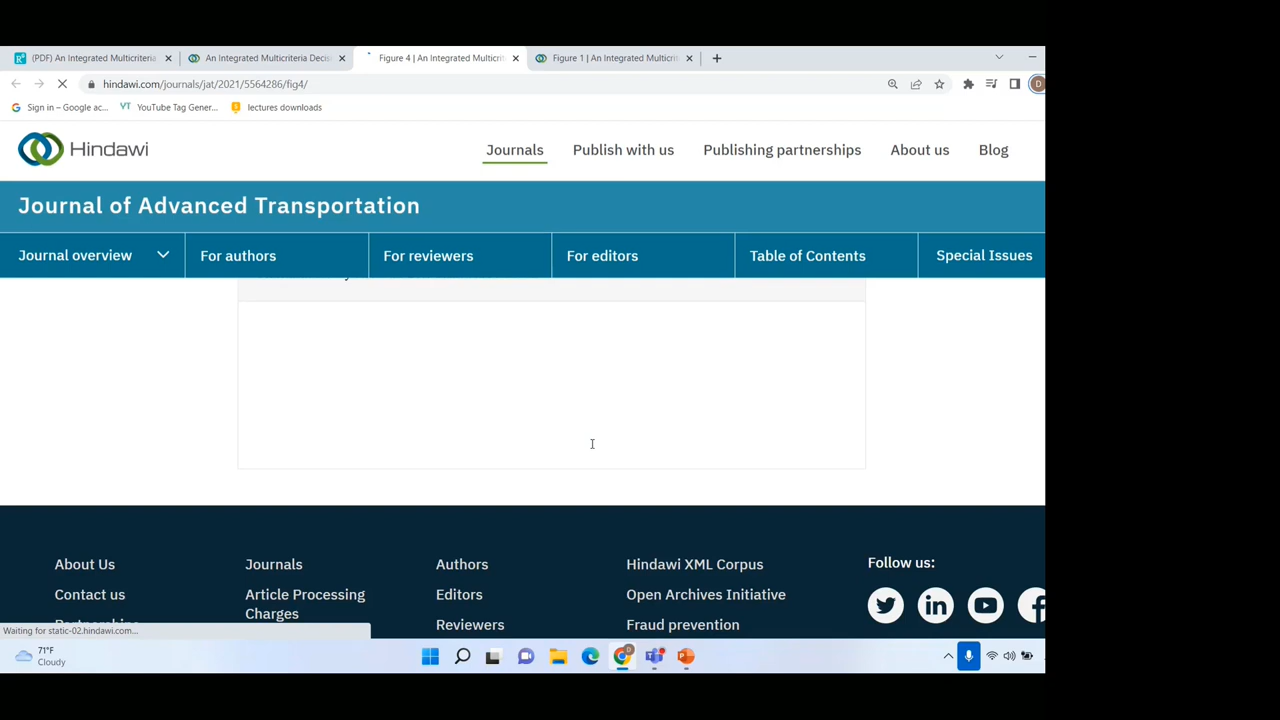 (PDF) An Integrated Multicriteria
An Integrated Multicriteria Decis
Figure 4 | An Integrated Multicrit
Figure 1 | An Integrated Multicrit
hindawi.com/journals/jat/2021/5564286/fig4/
Sign in – Google ac...
YouTube Tag Gener...
lectures downloads
Hindawi
Journals
Publish with us
Publishing partnerships
About us
Blog
Journal of Advanced Transportation
Journal overview
For authors
For reviewers
For editors
Table of Contents
Special Issues
About Us
Journals
Authors
Hindawi XML Corpus
Follow us:
Contact us
Article Processing
Charges
Editors
Open Archives Initiative
Partnerships
Reviewers
Fraud prevention
Waiting for static-02.hindawi.com...
71°F
Cloudy